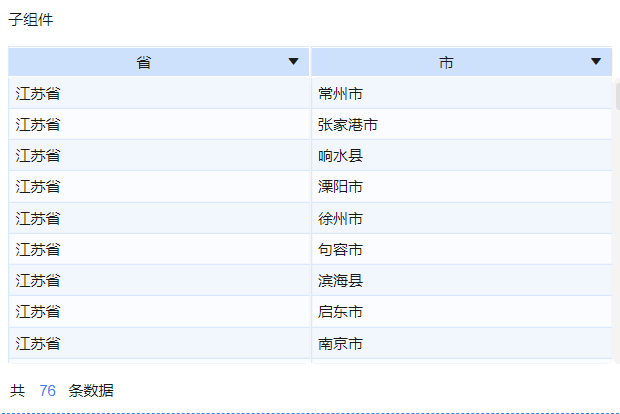 子组件
省 市
江苏省 常州市
江苏省 张家港市
江苏省 响水县
江苏省 溧阳市
江苏省 徐州市
江苏省 句容市
江苏省 滨海县
江苏省 启东市
江苏省 南京市
共 76 条数据